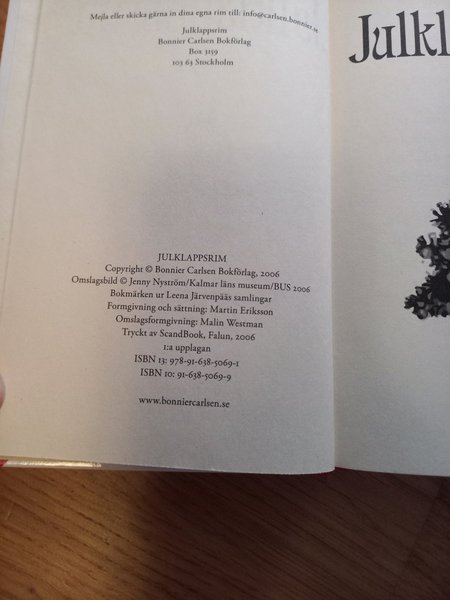 Mejla eller skicka gärna in dina egna rim till: info@carlsen.bonnier.se
Julklappsrim
Bonnier Carlsen Bokförlag
Box 3159
103 63 Stockholm
JULKLAPPSRIM
Copyright © Bonnier Carlsen Bokförlag, 2006
Omslagsbild © Jenny Nyström/Kalmar läns museum/BUS 2006
Bokmärken ur Leena Järvenpääs samlingar
Formgivning och sättning: Martin Eriksson
Omslagsformgivning: Malin Westman
Tryckt av ScandBook, Falun, 2006
1:a upplagan
ISBN 13: 978-91-638-5069-1
ISBN 10: 91-638-5069-9
www.bonniercarlsen.se
Julkl